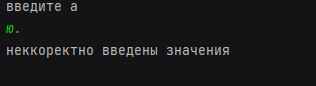 введите а
ю.
неккоректно введены значения